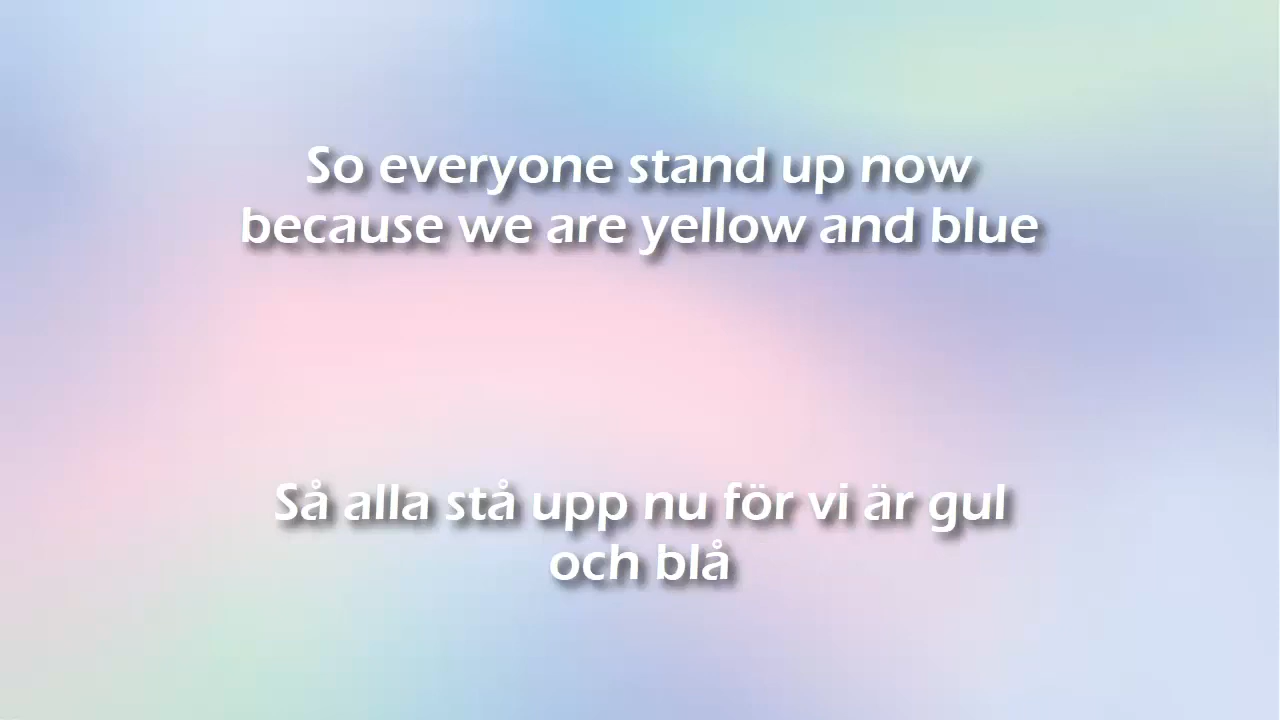 So everyone stand up now
because we are yellow and blue
Så alla stå upp nu för vi är gul
och blå